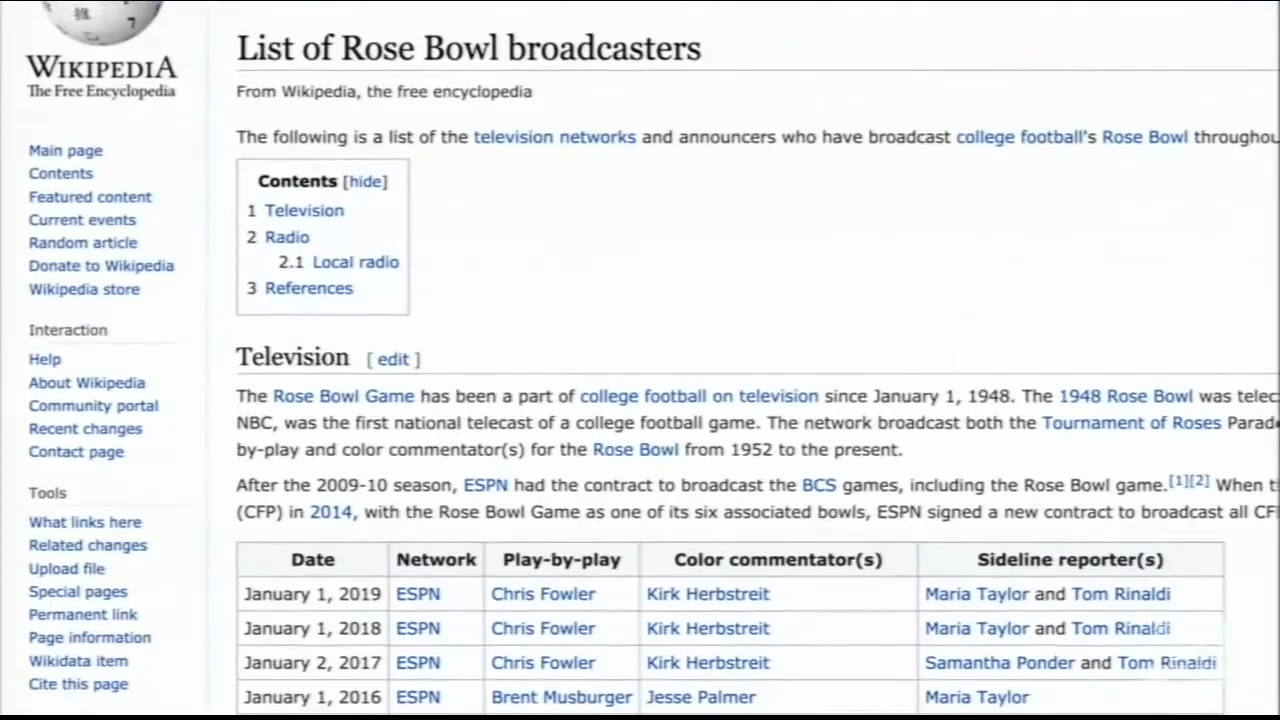 WIKIPEDIA
The Free Encyclopedia
Main page
Contents
Featured content
Current events
Random article
Donate to Wikipedia
Wikipedia store
Interaction
Help
About Wikipedia
Community portal
Recent changes
Contact page
Tools
What links here
Related changes
Upload file
Special pages
Permanent link
Page information
Wikidata item
Cite this page
List of Rose Bowl broadcasters
From Wikipedia, the free encyclopedia
The following is a list of the television networks and announcers who have broadcast college football's Rose Bowl throughou
Contents [hide]
1 Television
2 Radio
2.1 Local radio
3 References
Television [ edit ]
The Rose Bowl Game has been a part of college football on television since January 1, 1948. The 1948 Rose Bowl was telec
NBC, was the first national telecast of a college football game. The network broadcast both the Tournament of Roses Parad
by-play and color commentator(s) for the Rose Bowl from 1952 to the present.
After the 2009-10 season, ESPN had the contract to broadcast the BCS games, including the Rose Bowl game.[1][2] When t
(CFP) in 2014, with the Rose Bowl Game as one of its six associated bowls, ESPN signed a new contract to broadcast all CF
Date Network Play-by-play Color commentator(s) Sideline reporter(s)
January 1, 2019 ESPN Chris Fowler Kirk Herbstreit Maria Taylor and Tom Rinaldi
January 1, 2018 ESPN Chris Fowler Kirk Herbstreit Maria Taylor and Tom Rinaldi
January 2, 2017 ESPN Chris Fowler Kirk Herbstreit Samantha Ponder and Tom Rinaldi
January 1, 2016 ESPN Brent Musburger Jesse Palmer Maria Taylor